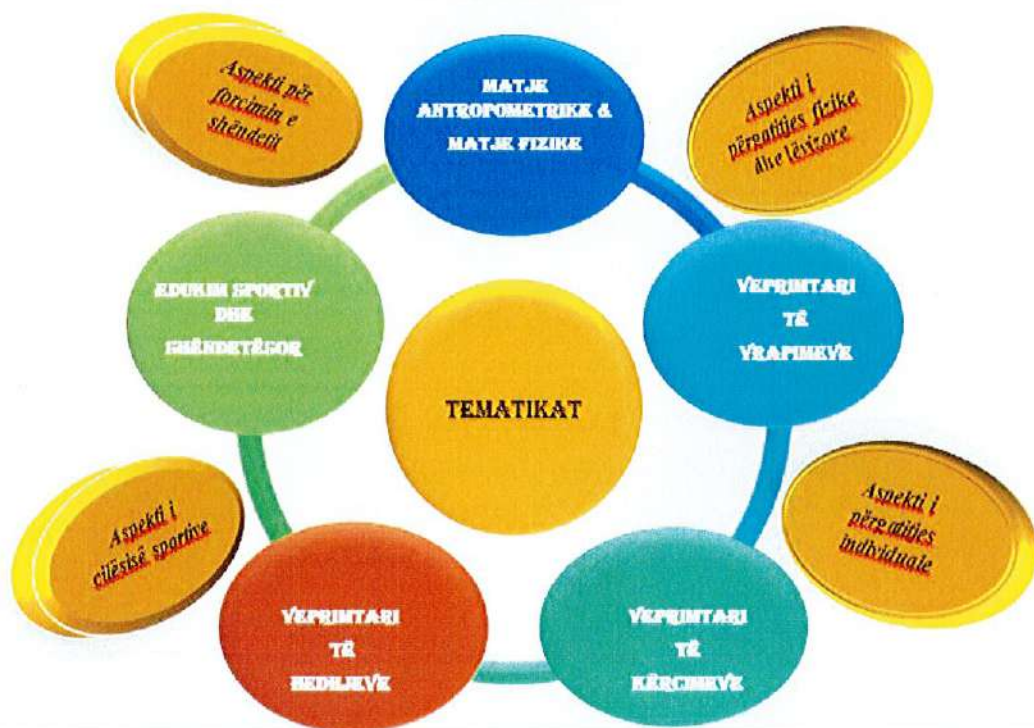 Aspekti për
forcimin e
shëndetit
MATJE
ANTROPOMETRIKE &
MATJE FIZIKE
Aspekti i
përgatitjes fizike
dhe lëvizore
EDUKIM SPORTIV
DHE
SHËNDETËSOR
VEPRIMTARI
TË
VRAPIMEVE
TEMATIKAT
Aspekti i
cilësisë sportive
Aspekti i
përgatitjes
individuale
VEPRIMTARI
TË
HEDHJEVE
VEPRIMTARI
TË
KËRCIMEVE